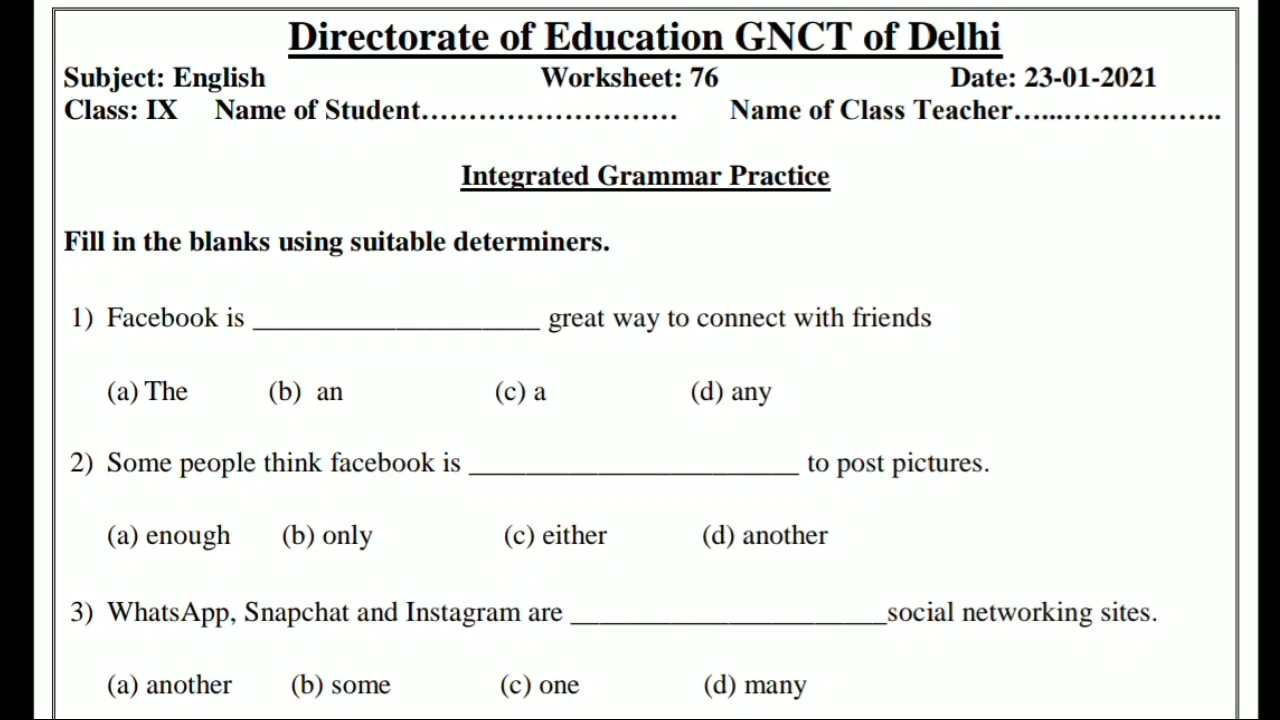 Directorate of Education GNCT of Delhi
Subject: English Worksheet: 76 Date: 23-01-2021
Class: IX Name of Student……………………… Name of Class Teacher…...……………..
Integrated Grammar Practice
Fill in the blanks using suitable determiners.
1) Facebook is ____________________ great way to connect with friends
(a) The (b) an (c) a (d) any
2) Some people think facebook is _______________________ to post pictures.
(a) enough (b) only (c) either (d) another
3) WhatsApp, Snapchat and Instagram are ______________________social networking sites.
(a) another (b) some (c) one (d) many